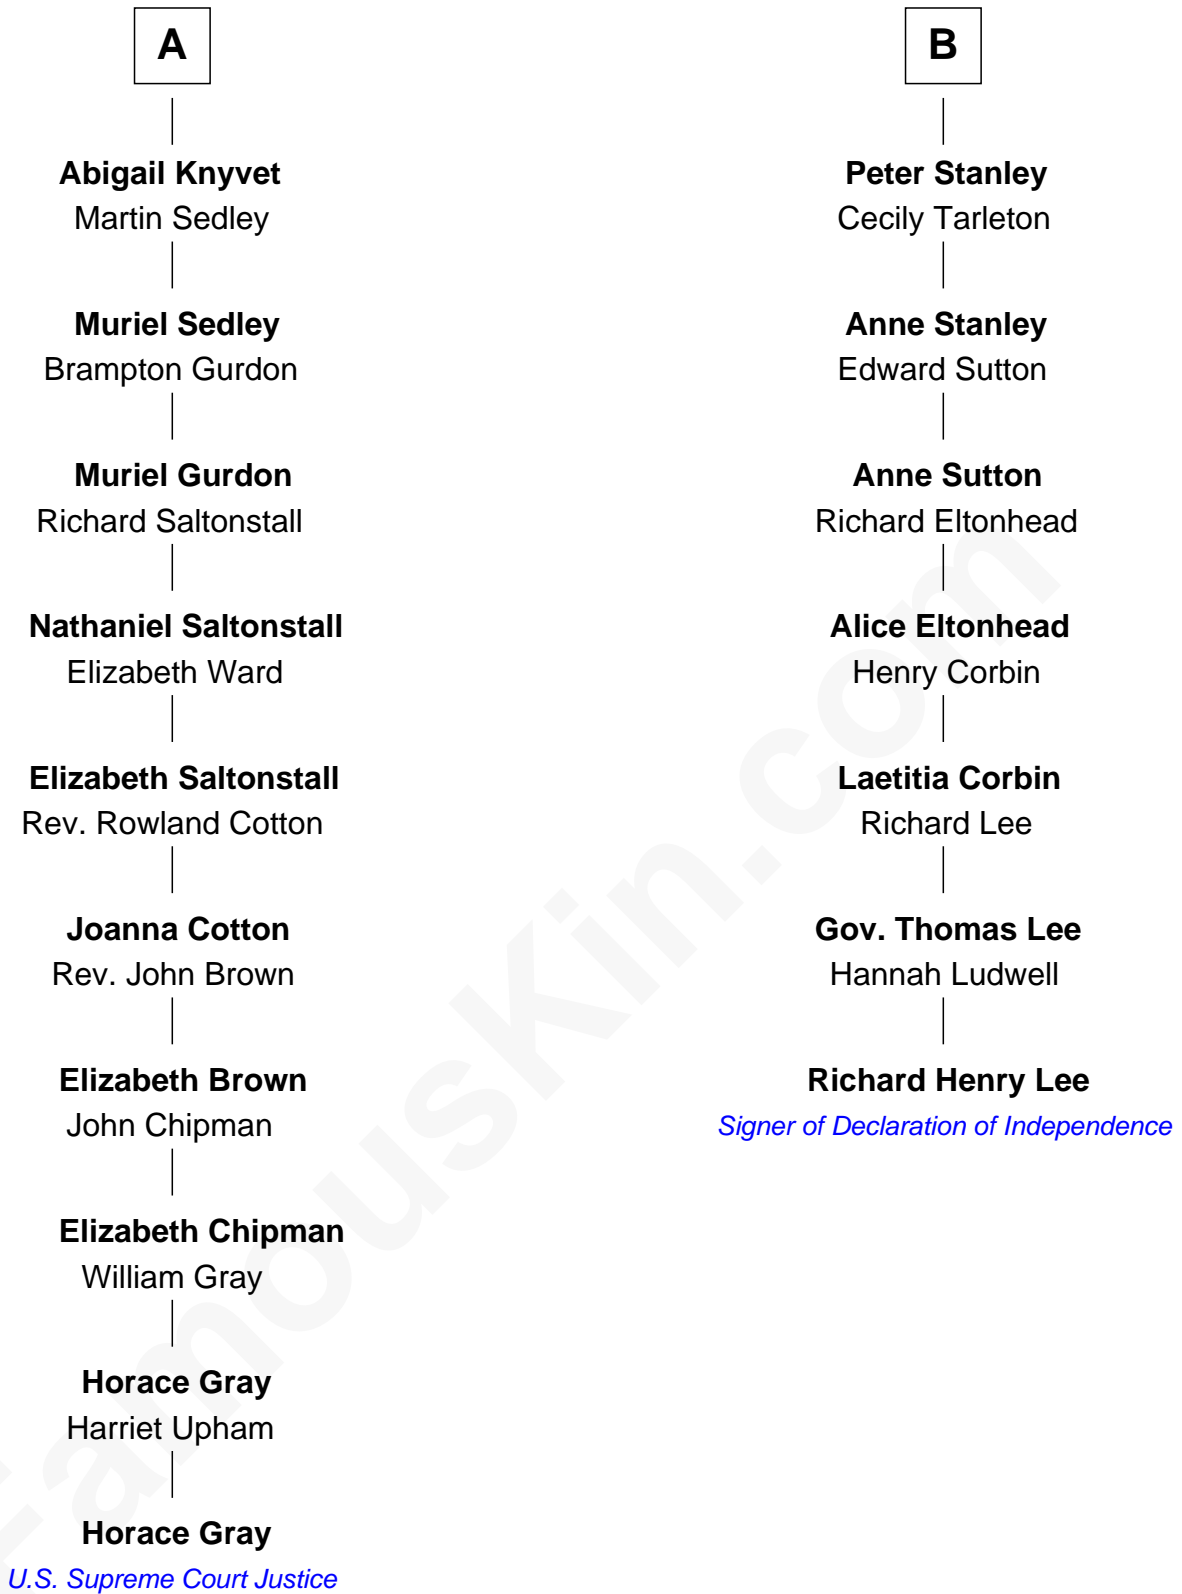 A
Abigail Knyvet
Martin Sedley
Muriel Sedley
Brampton Gurdon
Muriel Gurdon
Richard Saltonstall
Nathaniel Saltonstall
Elizabeth Ward
Elizabeth Saltonstall
Rev. Rowland Cotton
Joanna Cotton
Rev. John Brown
Elizabeth Brown
John Chipman
Elizabeth Chipman
William Gray
Horace Gray
Harriet Upham
Horace Gray
U.S. Supreme Court Justice
B
Peter Stanley
Cecily Tarleton
Anne Stanley
Edward Sutton
Anne Sutton
Richard Eltonhead
Alice Eltonhead
Henry Corbin
Laetitia Corbin
Richard Lee
Gov. Thomas Lee
Hannah Ludwell
Richard Henry Lee
Signer of Declaration of Independence
FamousKin.com